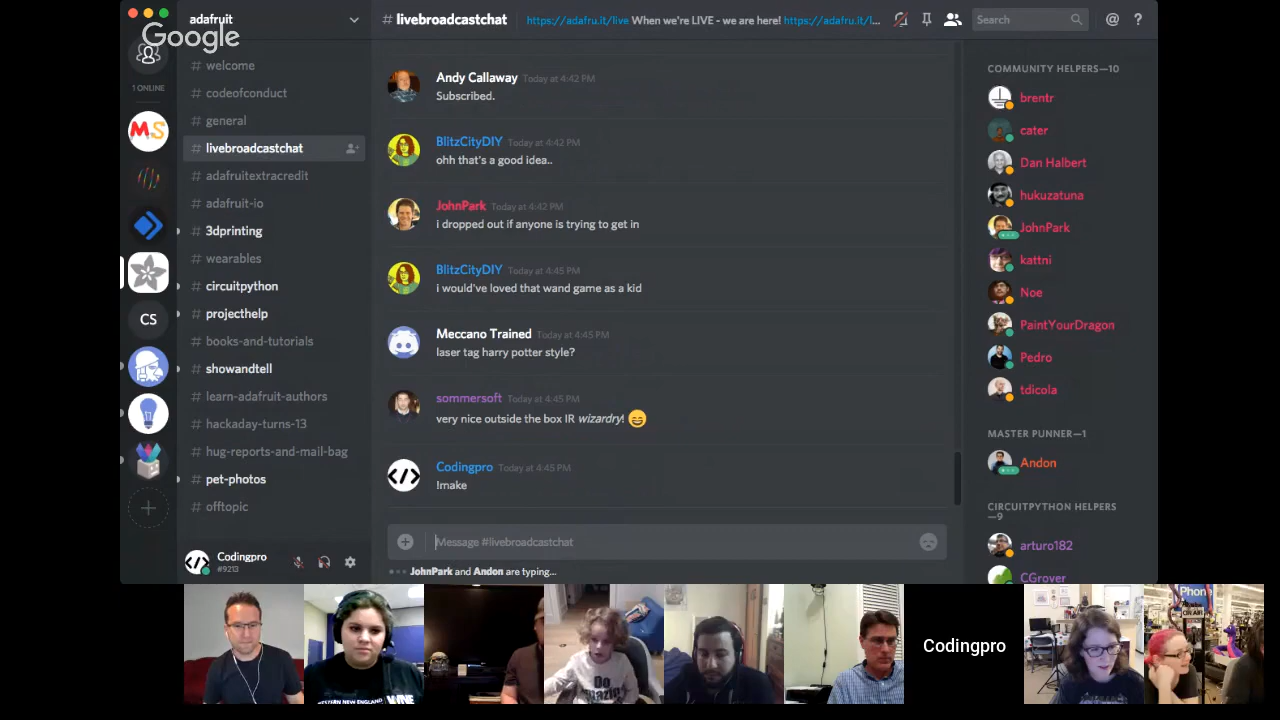 adafruit
Google
1 ONLINE
MS
CS
# welcome
# codeofconduct
# general
# livebroadcastchat
# adafruitextracredit
# adafruit-io
# 3dprinting
# wearables
# circuitpython
# projecthelp
# books-and-tutorials
# showandtell
# learn-adafruit-authors
# hackaday-turns-13
# hug-reports-and-mail-bag
# pet-photos
# offtopic
Codingpro
#9213
# livebroadcastchat
https://adafru.it/live When we're LIVE - we are here! https://adafru.it/l...
Search
@ ?
Andy Callaway Today at 4:42 PM
Subscribed.
BlitzCityDIY Today at 4:42 PM
ohh that's a good idea..
JohnPark Today at 4:42 PM
i dropped out if anyone is trying to get in
BlitzCityDIY Today at 4:45 PM
i would've loved that wand game as a kid
Meccano Trained Today at 4:45 PM
laser tag harry potter style?
sommersoft Today at 4:45 PM
very nice outside the box IR wizardry! 😄
Codingpro Today at 4:45 PM
!make
Message #livebroadcastchat
JohnPark and Andon are typing...
COMMUNITY HELPERS—10
brentr
cater
Dan Halbert
hukuzatuna
JohnPark
kattni
Noe
PaintYourDragon
Pedro
tdicola
MASTER PUNNER—1
Andon
CIRCUITPYTHON HELPERS
—9
arturo182
CGrover
Codingpro
WESTERN NEW ENGLAND
Phone